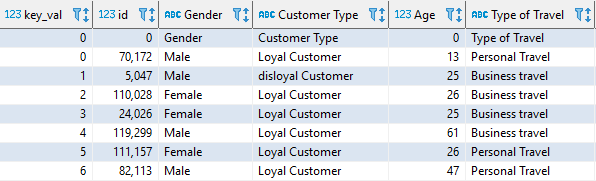 123 key_val 123 id ABC Gender ABC Customer Type 123 Age ABC Type of Travel
0 0 Gender Customer Type 0 Type of Travel
0 70,172 Male Loyal Customer 13 Personal Travel
1 5,047 Male disloyal Customer 25 Business travel
2 110,028 Female Loyal Customer 26 Business travel
3 24,026 Female Loyal Customer 25 Business travel
4 119,299 Male Loyal Customer 61 Business travel
5 111,157 Female Loyal Customer 26 Personal Travel
6 82,113 Male Loyal Customer 47 Personal Travel